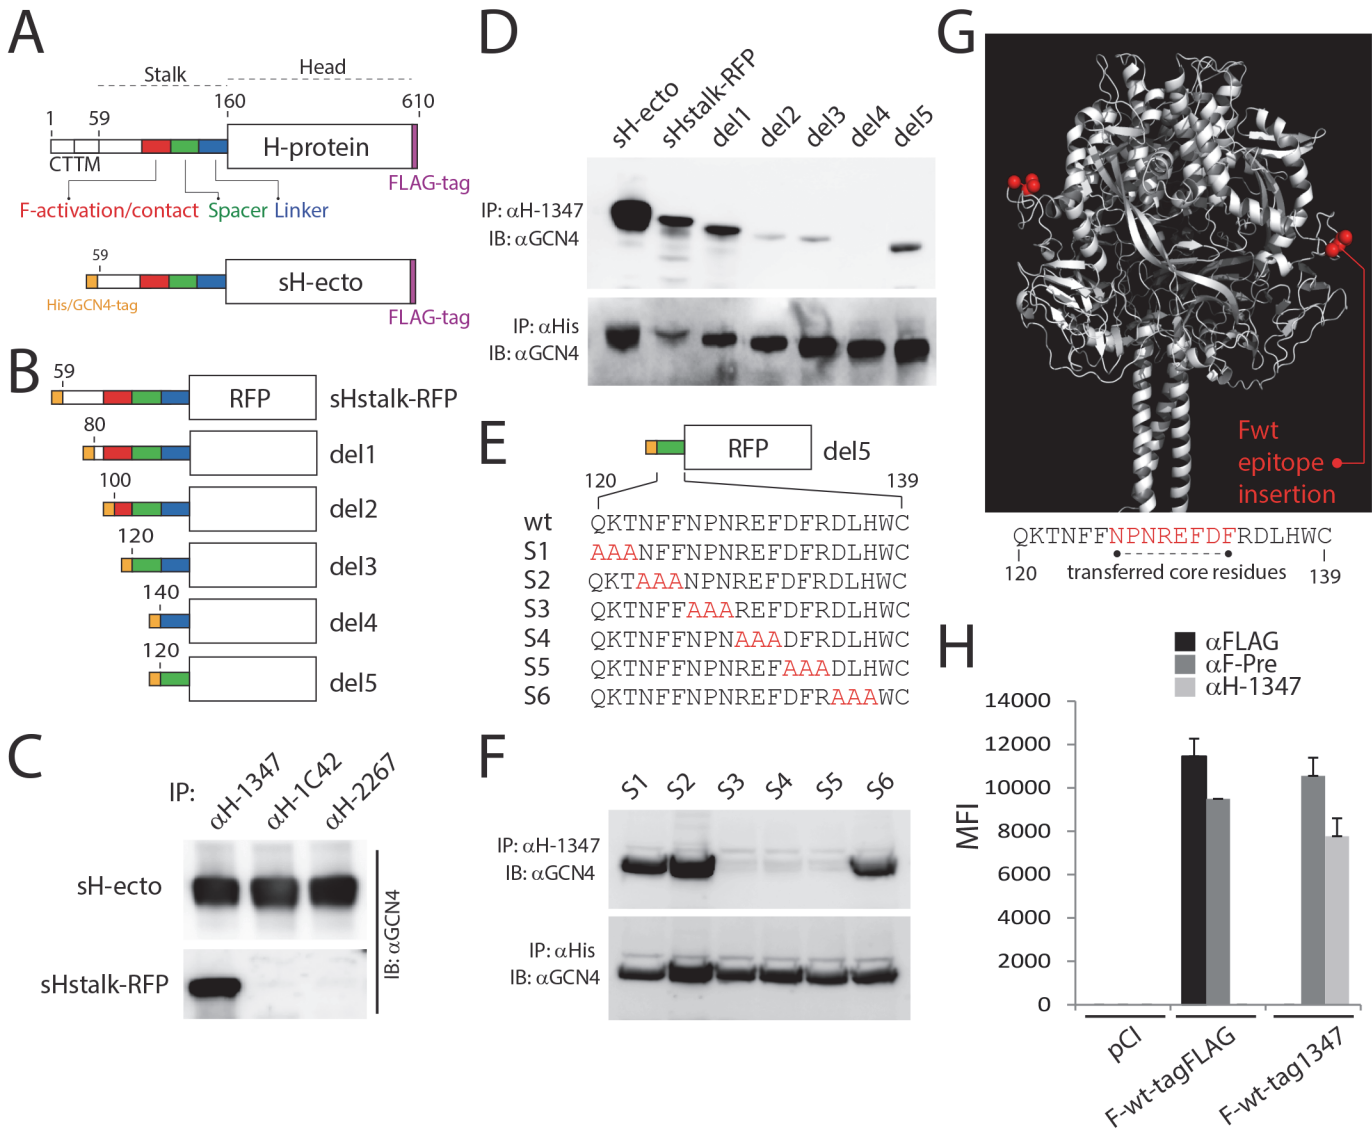 A
Stalk
Head
1
59
160
610
H-protein
CTTM
FLAG-tag
F-activation/contact
Spacer
Linker
59
sH-ecto
His/GCN4-tag
FLAG-tag
B
59
RFP
sHstalk-RFP
80
del1
100
del2
120
del3
140
del4
120
del5
C
IP:
αH-1347
αH-1C42
αH-2267
sH-ecto
sHstalk-RFP
IB: αGCN4
D
sH-ecto
sHstalk-RFP
del1
del2
del3
del4
del5
IP: αH-1347
IB: αGCN4
IP: αHis
IB: αGCN4
E
RFP
del5
120
139
wt QKTNFFNPNREFDFRDLHWC
S1 AAANFFNPNREFDFRDLHWC
S2 QKTAAANPNREFDFRDLHWC
S3 QKTNFFAAAREFDFRDLHWC
S4 QKTNFFNPNAAADFRDLHWC
S5 QKTNFFNPNREFAAADLHWC
S6 QKTNFFNPNREFDFRAAAWC
F
S1
S2
S3
S4
S5
S6
IP: αH-1347
IB: αGCN4
IP: αHis
IB: αGCN4
G
Fwt
epitope
insertion
QKTNFFNPNREFDFRDLHWC
120
transferred core residues
139
H
αFLAG
αF-Pre
αH-1347
MFI
14000
12000
10000
8000
6000
4000
2000
0
pCI
F-wt-tagFLAG
F-wt-tag1347